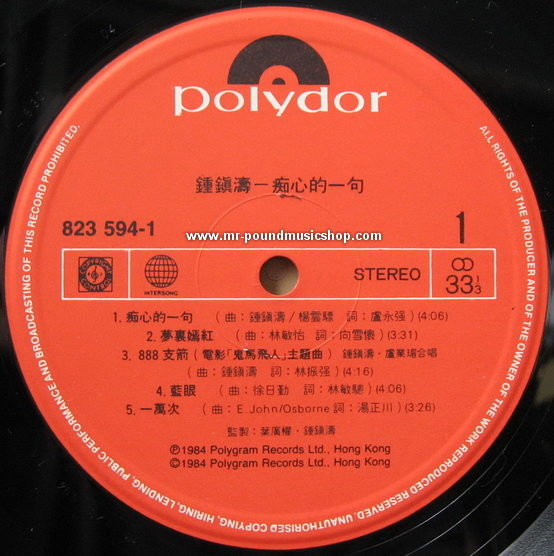 polydor
鍾鎮濤－痴心的一句
www.mr-poundmusicshop.com
823 594-1
1
COPYRIGHT CONTROL
INTERSONG
STEREO
33 1/3
1. 痴心的一句 （曲：鍾鎮濤/楊雲驃 詞：盧永强）(4:06)
2. 夢裏嫣紅 （曲：林敏怡 詞：向雪懷）(3:31)
3. 888 支箭（電影「鬼馬飛人」主題曲） 鍾鎮濤・盧業瑂合唱
（曲：鍾鎮濤 詞：林振强）(4:16)
4. 藍眼 （曲：徐日勤 詞：林敏驄）(4:06)
5. 一萬次 （曲：E. John/Osborne 詞：湯正川）(3:26)
監製：葉廣權・鍾鎮濤
Ⓟ1984 Polygram Records Ltd., Hong Kong
©1984 Polygram Records Ltd., Hong Kong
ALL RIGHTS OF THE PRODUCER AND OF THE OWNER OF THE WORK REPRODUCED RESERVED. UNAUTHORISED COPYING, HIRING, LENDING, PUBLIC PERFORMANCE AND BROADCASTING OF THIS RECORD PROHIBITED.